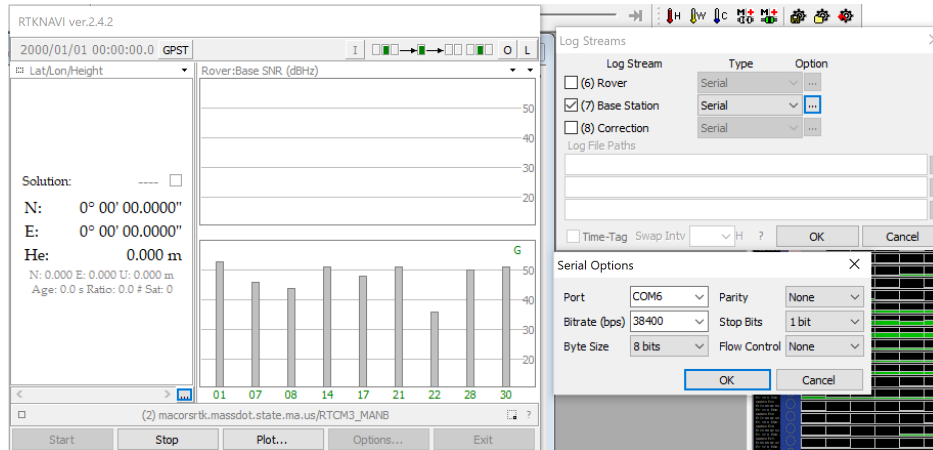 RTKNAVI ver.2.4.2
2000/01/01 00:00:00.0 GPST
I
O L
Lat/Lon/Height
Solution: ----
N: 0° 00' 00.0000"
E: 0° 00' 00.0000"
He: 0.000 m
N: 0.000 E: 0.000 U: 0.000 m
Age: 0.0 s Ratio: 0.0 # Sat: 0
Rover:Base SNR (dBHz)
50
40
30
20
G
50
40
30
20
01 07 08 14 17 21 22 28 30
< > ...
(2) macorsrtk.massdot.state.ma.us/RTCM3_MANB ?
Start Stop Plot... Options... Exit
H W C M+ M+
Log Streams
Log Stream Type Option
(6) Rover Serial ...
(7) Base Station Serial ...
(8) Correction Serial ...
Log File Paths
Time-Tag Swap Intv H ? OK Cancel
Serial Options
Port COM6 Parity None
Bitrate (bps) 38400 Stop Bits 1 bit
Byte Size 8 bits Flow Control None
OK Cancel